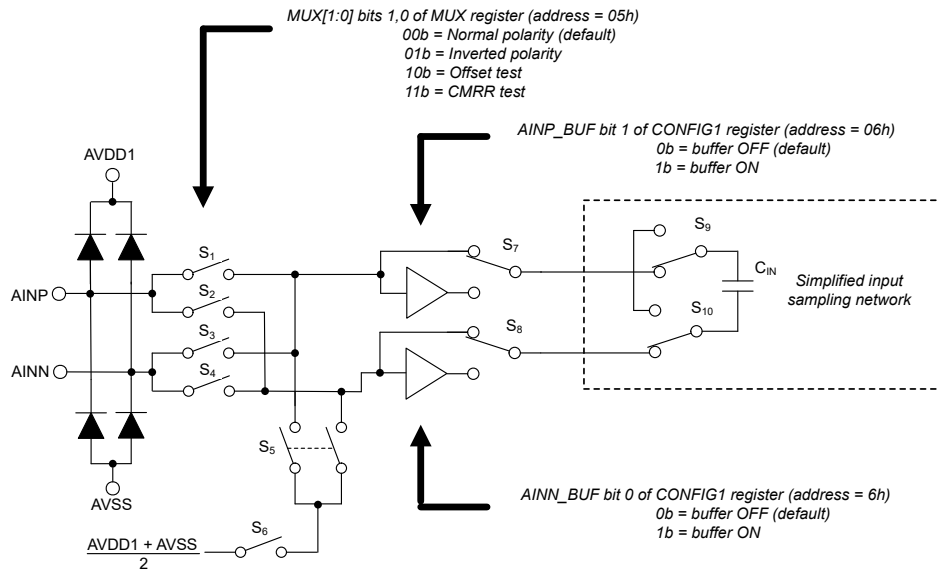 MUX[1:0] bits 1,0 of MUX register (address = 05h)
00b = Normal polarity (default)
01b = Inverted polarity
10b = Offset test
11b = CMRR test
AINP_BUF bit 1 of CONFIG1 register (address = 06h)
0b = buffer OFF (default)
1b = buffer ON
AVDD1
S1
S2
S3
S4
S7
S8
S9
S10
CIN
Simplified input
sampling network
AINP
AINN
S5
AVSS
S6
AVDD1 + AVSS
2
AINN_BUF bit 0 of CONFIG1 register (address = 6h)
0b = buffer OFF (default)
1b = buffer ON